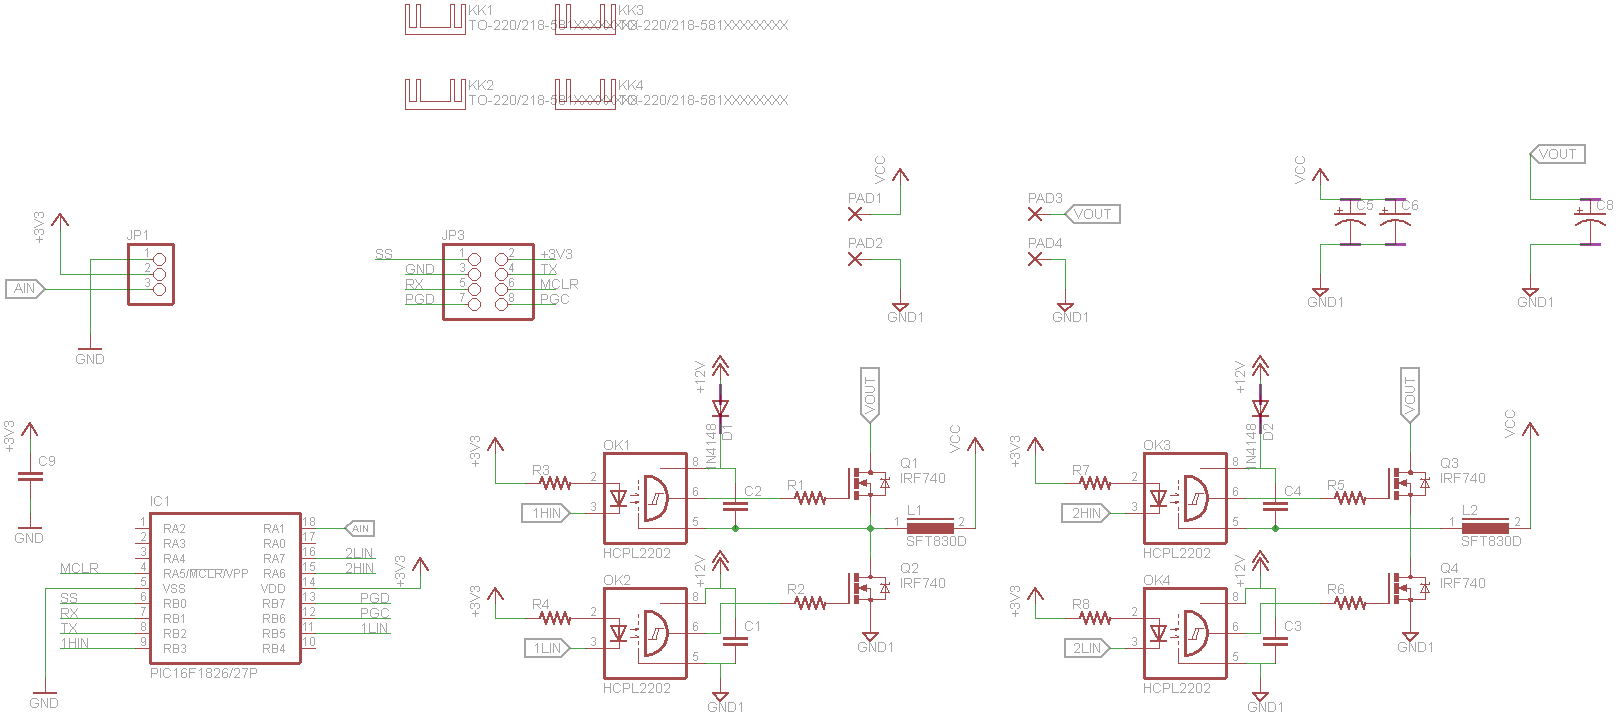 KK1
TO-220/218-581XXXXXXXX
KK3
TO-220/218-581XXXXXXXX
KK2
TO-220/218-581XXXXXXXX
KK4
TO-220/218-581XXXXXXXX
+3V3
JP1
1
2
3
AIN
GND
JP3
SS
1
2
+3V3
GND
3
4
TX
RX
5
6
MCLR
PGD
7
8
PGC
VCC
PAD1
PAD2
GND1
PAD3
VOUT
PAD4
GND1
VCC
C5
C6
GND1
VOUT
C8
GND1
+3V3
C9
GND
IC1
1
RA2
RA1
18
AIN
2
RA3
RA0
17
3
RA4
RA7
16
2LIN
MCLR
4
RA5/MCLR/VPP
RA6
15
2HIN
5
VSS
VDD
14
+3V3
SS
6
RB0
RB7
13
PGD
RX
7
RB1
RB6
12
PGC
TX
8
RB2
RB5
11
1LIN
1HIN
9
RB3
RB4
10
PIC16F1826/27P
GND
+12V
1N4148
D1
+3V3
R3
OK1
2
3
8
6
5
1HIN
HCPL2202
C2
R1
VOUT
Q1
IRF740
VCC
L1
1
2
SFT830D
+3V3
R4
OK2
2
3
8
6
5
1LIN
HCPL2202
+12V
C1
GND1
R2
Q2
IRF740
GND1
+12V
1N4148
D2
+3V3
R7
OK3
2
3
8
6
5
2HIN
HCPL2202
C4
R5
VOUT
Q3
IRF740
VCC
L2
1
2
SFT830D
+3V3
R8
OK4
2
3
8
6
5
2LIN
HCPL2202
+12V
C3
GND1
R6
Q4
IRF740
GND1